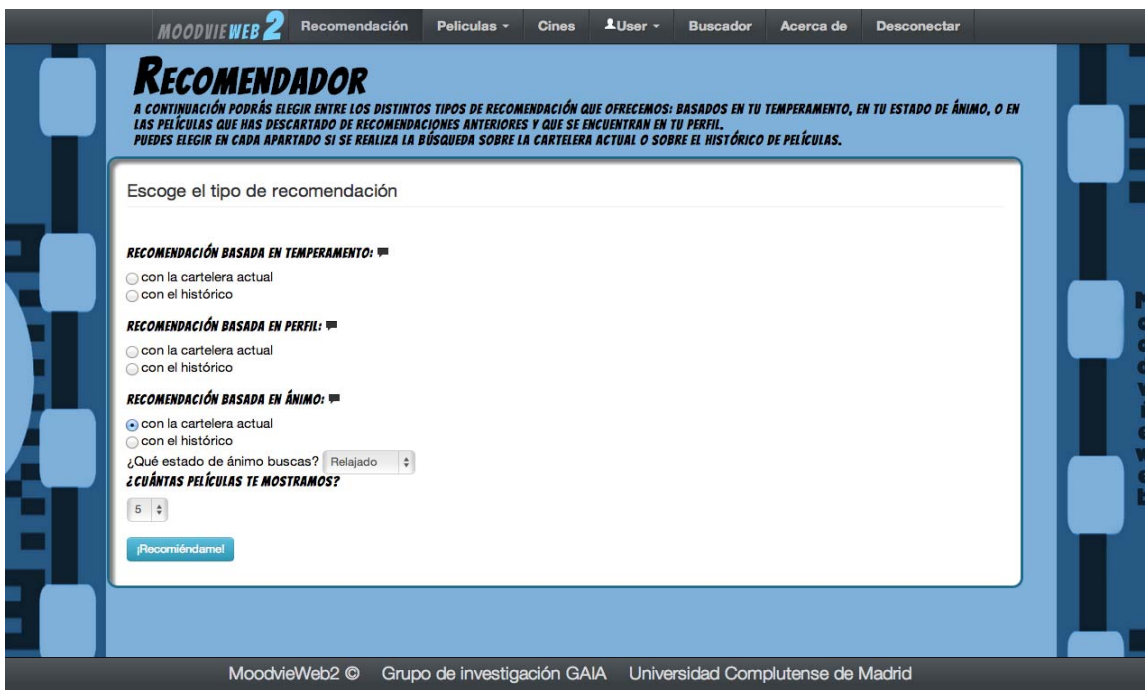 MOODVIEWEB 2 Recomendación Peliculas Cines User Buscador Acerca de Desconectar
RECOMENDADOR
A CONTINUACIÓN PODRÁS ELEGIR ENTRE LOS DISTINTOS TIPOS DE RECOMENDACIÓN QUE OFRECEMOS: BASADOS EN TU TEMPERAMENTO, EN TU ESTADO DE ÁNIMO, O EN
LAS PELÍCULAS QUE HAS DESCARTADO DE RECOMENDACIONES ANTERIORES Y QUE SE ENCUENTRAN EN TU PERFIL.
PUEDES ELEGIR EN CADA APARTADO SI SE REALIZA LA BÚSQUEDA SOBRE LA CARTELERA ACTUAL O SOBRE EL HISTÓRICO DE PELÍCULAS.
Escoge el tipo de recomendación
RECOMENDACIÓN BASADA EN TEMPERAMENTO:
con la cartelera actual
con el histórico
RECOMENDACIÓN BASADA EN PERFIL:
con la cartelera actual
con el histórico
RECOMENDACIÓN BASADA EN ÁNIMO:
con la cartelera actual
con el histórico
¿Qué estado de ánimo buscas? Relajado
¿CUÁNTAS PELÍCULAS TE MOSTRAMOS?
5
¡Recomiéndame!
MoodvieWeb2 © Grupo de investigación GAIA Universidad Complutense de Madrid